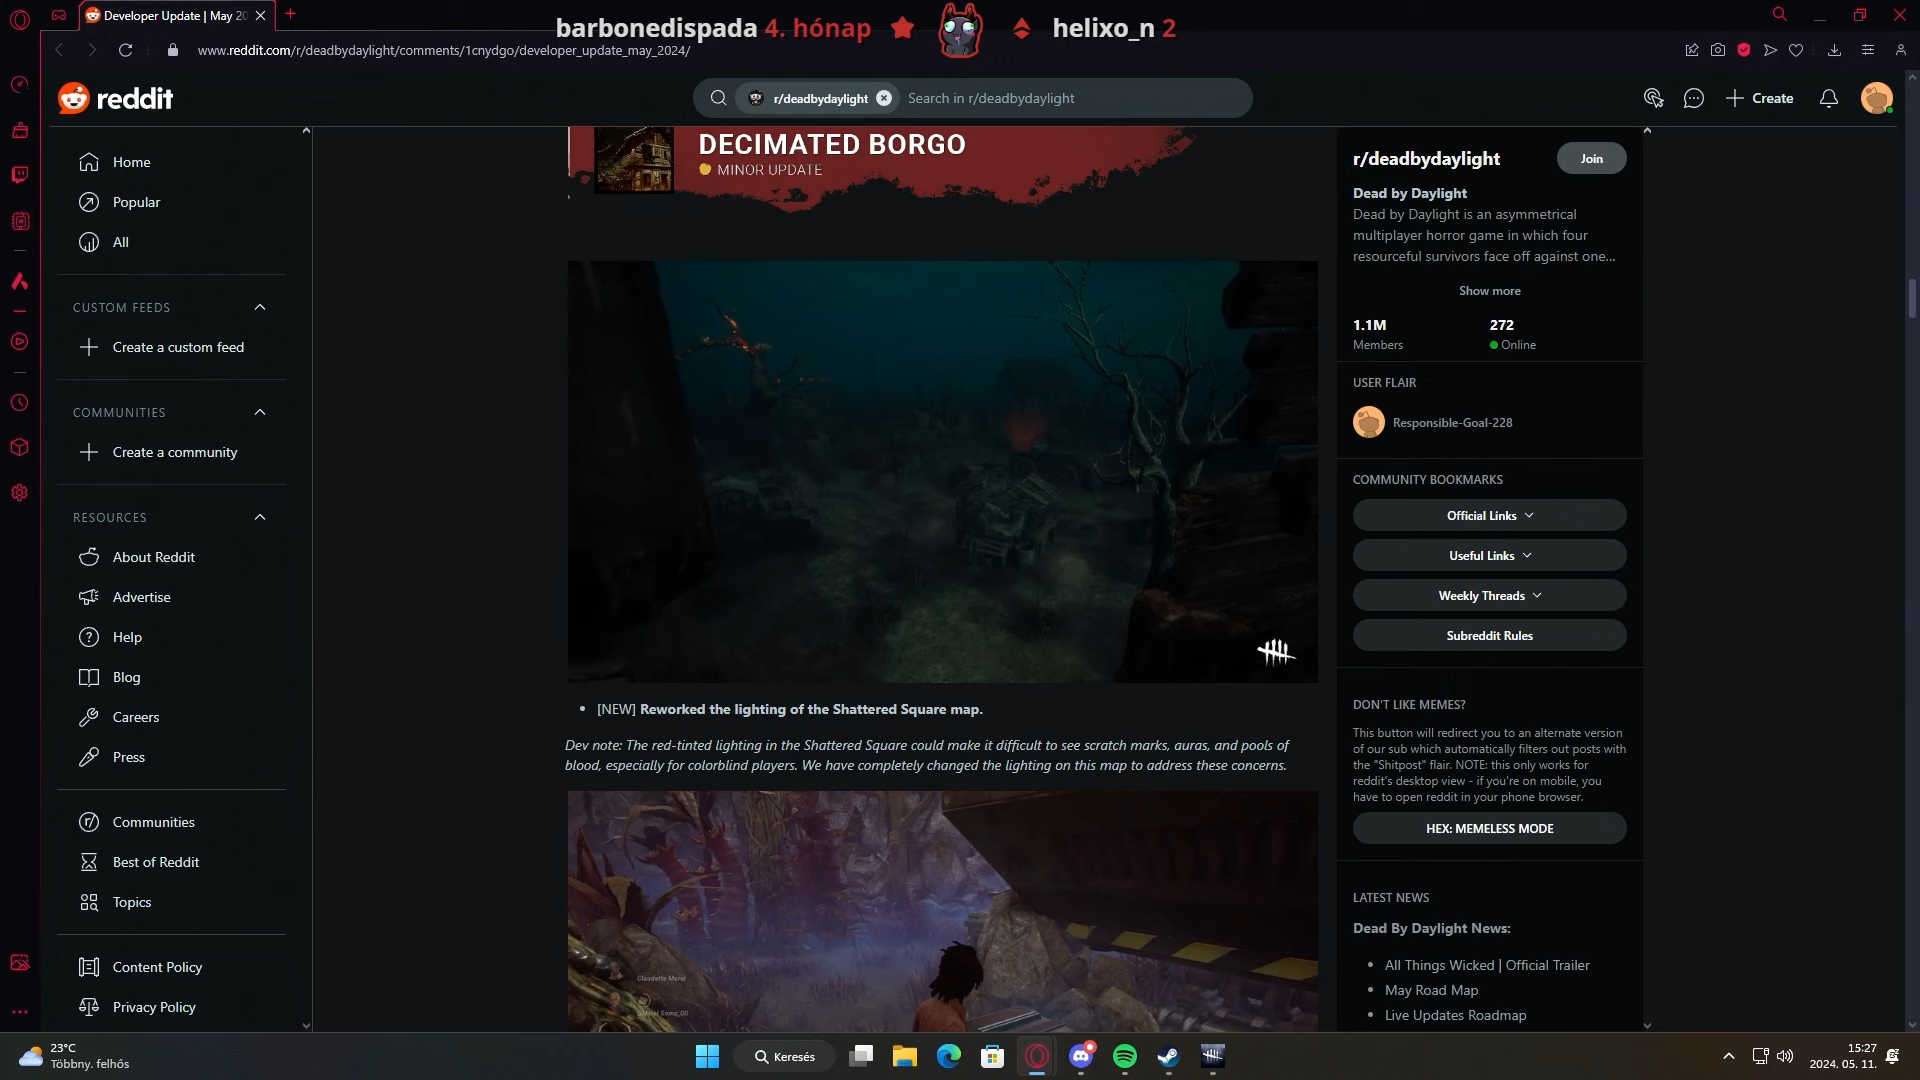 Developer Update | May 20
barbonedispada 4. hónap helixo_n 2
www.reddit.com/r/deadbydaylight/comments/1cnydgo/developer_update_may_2024/
reddit
r/deadbydaylight Search in r/deadbydaylight
Create
Home
Popular
All
CUSTOM FEEDS
Create a custom feed
COMMUNITIES
Create a community
RESOURCES
About Reddit
Advertise
Help
Blog
Careers
Press
Communities
Best of Reddit
Topics
Content Policy
Privacy Policy
DECIMATED BORGO
MINOR UPDATE
• [NEW] Reworked the lighting of the Shattered Square map.
Dev note: The red-tinted lighting in the Shattered Square could make it difficult to see scratch marks, auras, and pools of
blood, especially for colorblind players. We have completely changed the lighting on this map to address these concerns.
Claudette Morel
r/deadbydaylight
Join
Dead by Daylight
Dead by Daylight is an asymmetrical
multiplayer horror game in which four
resourceful survivors face off against one...
Show more
1.1M 272
Members Online
USER FLAIR
Responsible-Goal-228
COMMUNITY BOOKMARKS
Official Links
Useful Links
Weekly Threads
Subreddit Rules
DON'T LIKE MEMES?
This button will redirect you to an alternate version
of our sub which automatically filters out posts with
the "Shitpost" flair. NOTE: this only works for
reddit's desktop view - if you're on mobile, you
have to open reddit in your phone browser.
HEX: MEMELESS MODE
LATEST NEWS
Dead By Daylight News:
• All Things Wicked | Official Trailer
• May Road Map
• Live Updates Roadmap
23°C
Többny. felhős
Keresés
15:27
2024. 05. 11.